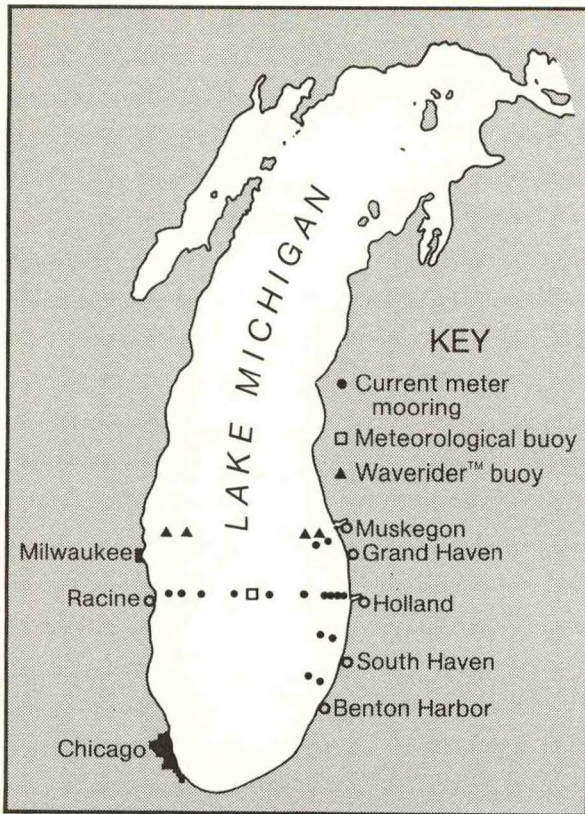 LAKE MICHIGAN
KEY
Current meter
mooring
Meteorological buoy
Waverider™ buoy
Muskegon
Milwaukee
Grand Haven
Racine
Holland
South Haven
Benton Harbor
Chicago